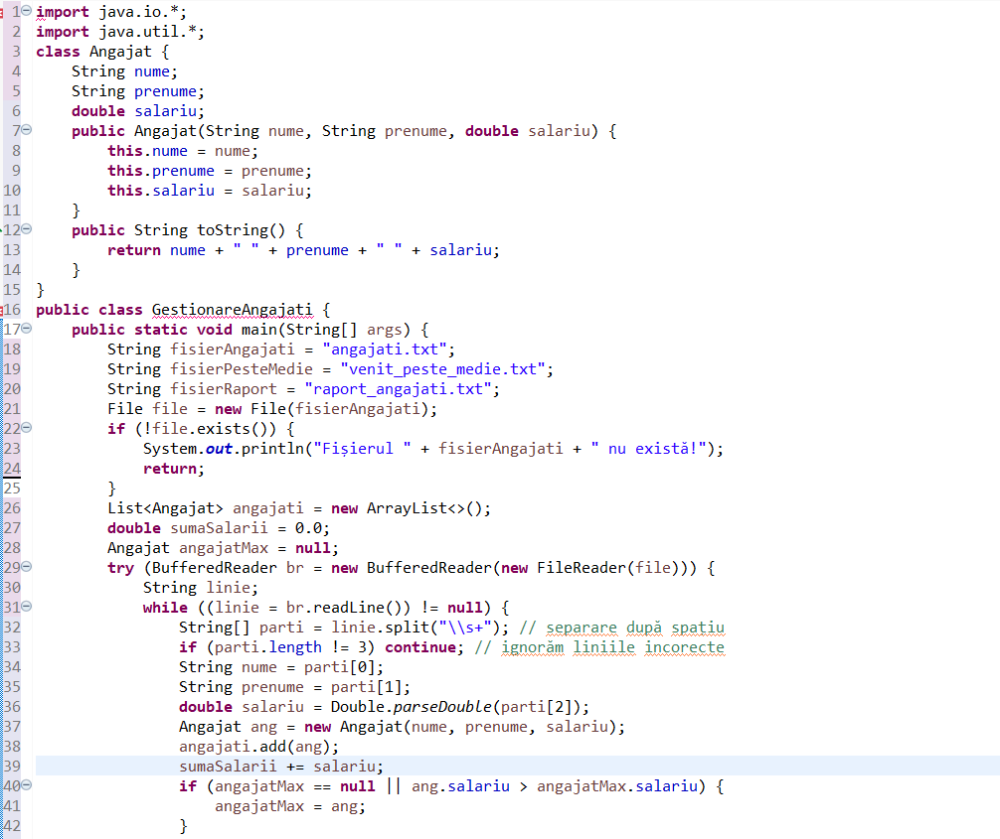 1 import java.io.*;
2 import java.util.*;
3 class Angajat {
4     String nume;
5     String prenume;
6     double salariu;
7     public Angajat(String nume, String prenume, double salariu) {
8         this.nume = nume;
9         this.prenume = prenume;
10         this.salariu = salariu;
11     }
12     public String toString() {
13         return nume + " " + prenume + " " + salariu;
14     }
15 }
16 public class GestionareAngajati {
17     public static void main(String[] args) {
18         String fisierAngajati = "angajati.txt";
19         String fisierPesteMedie = "venit_peste_medie.txt";
20         String fisierRaport = "raport_angajati.txt";
21         File file = new File(fisierAngajati);
22         if (!file.exists()) {
23             System.out.println("Fișierul " + fisierAngajati + " nu există!");
24             return;
25         }
26         List<Angajat> angajati = new ArrayList<>();
27         double sumaSalarii = 0.0;
28         Angajat angajatMax = null;
29         try (BufferedReader br = new BufferedReader(new FileReader(file))) {
30             String linie;
31             while ((linie = br.readLine()) != null) {
32                 String[] parti = linie.split("\\s+"); // separare după spatiu
33                 if (parti.length != 3) continue; // ignorăm liniile incorecte
34                 String nume = parti[0];
35                 String prenume = parti[1];
36                 double salariu = Double.parseDouble(parti[2]);
37                 Angajat ang = new Angajat(nume, prenume, salariu);
38                 angajati.add(ang);
39                 sumaSalarii += salariu;
40                 if (angajatMax == null || ang.salariu > angajatMax.salariu) {
41                     angajatMax = ang;
42                 }